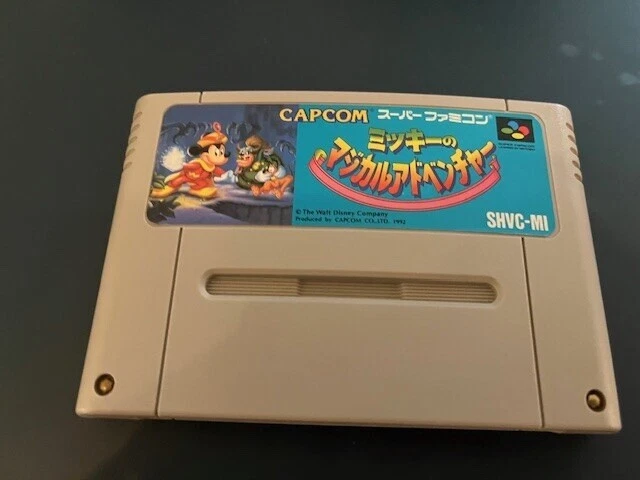 CAPCOM スーパーファミコン
ミッキーの
マジカルアドベンチャー
© The Walt Disney Company
Produced by CAPCOM CO.,LTD. 1992
SHVC-MI